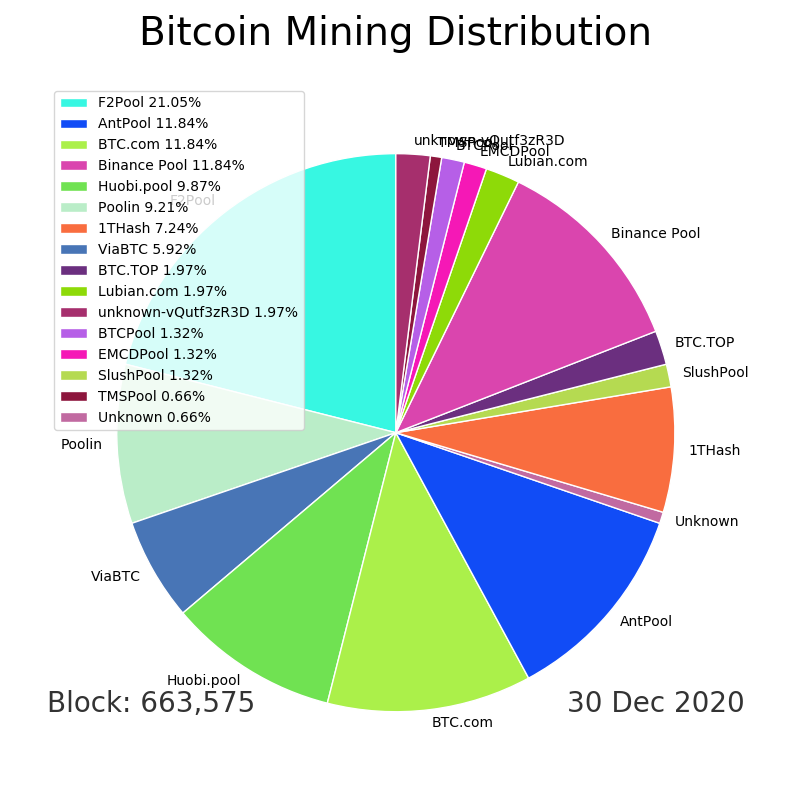 Bitcoin Mining Distribution
F2Pool 21.05%
AntPool 11.84%
BTC.com 11.84%
Binance Pool 11.84%
Huobi.pool 9.87%
Poolin 9.21%
1THash 7.24%
ViaBTC 5.92%
BTC.TOP 1.97%
Lubian.com 1.97%
unknown-vQutf3zR3D 1.97%
BTCPool 1.32%
EMCDPool 1.32%
SlushPool 1.32%
TMSPool 0.66%
Unknown 0.66%
unknown-vQutf3zR3D
TMSPool
BTCPool
EMCDPool
Lubian.com
F2Pool
Binance Pool
BTC.TOP
SlushPool
Poolin
1THash
Unknown
ViaBTC
AntPool
Huobi.pool
BTC.com
Block: 663,575
30 Dec 2020